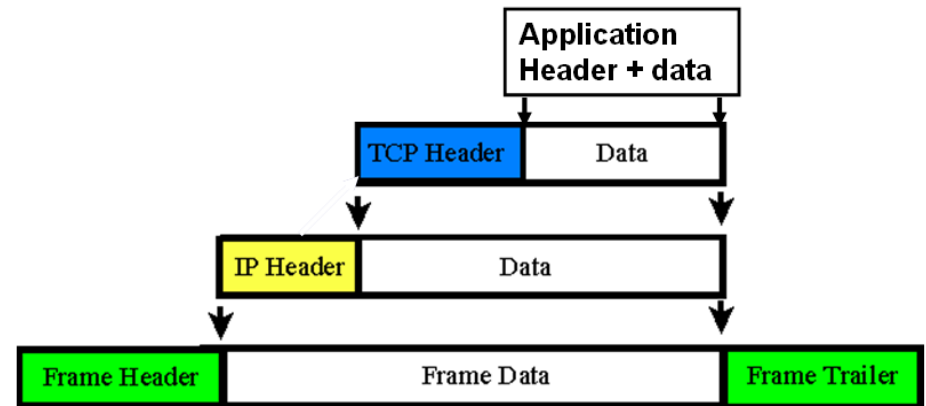 Application
Header + data
TCP Header Data
IP Header Data
Frame Header Frame Data Frame Trailer